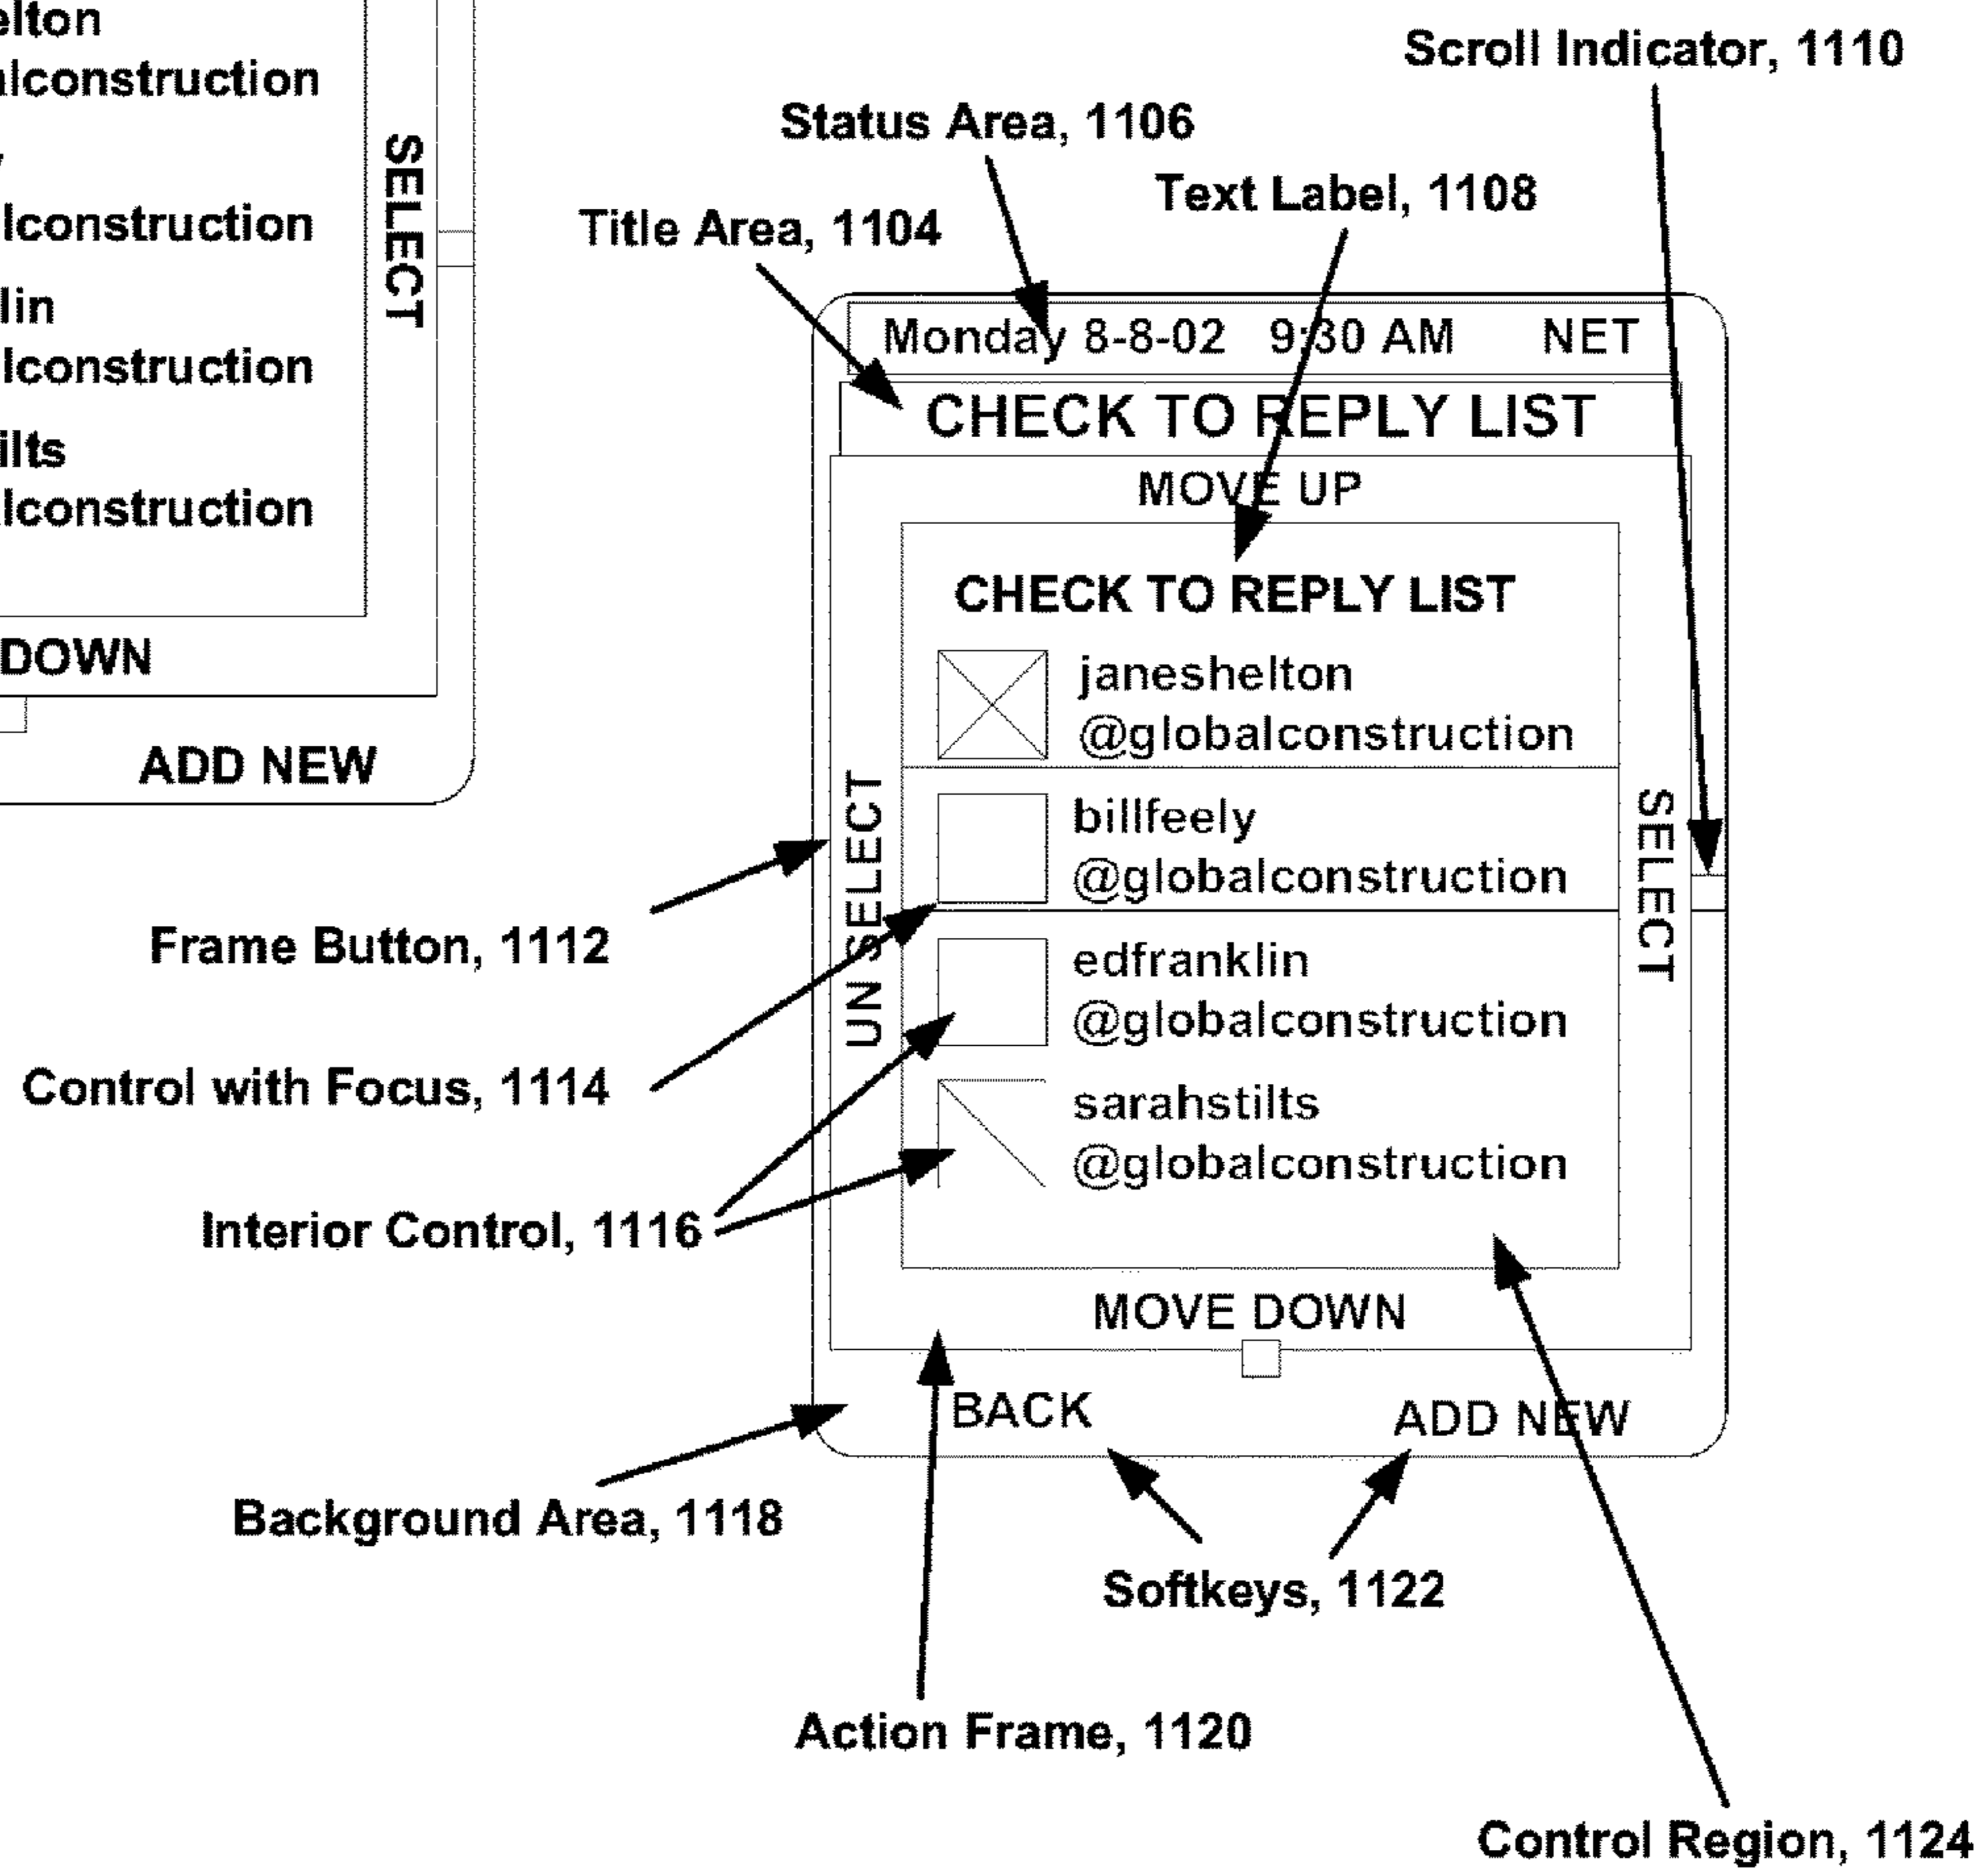 elton
alconstruction
lconstruction
lin
lconstruction
ilts
lconstruction
SELECT
DOWN
ADD NEW
Scroll Indicator, 1110
Status Area, 1106
Text Label, 1108
Title Area, 1104
Monday 8-8-02 9:30 AM NET
CHECK TO REPLY LIST
MOVE UP
CHECK TO REPLY LIST
janeshelton
@globalconstruction
billfeely
@globalconstruction
edfranklin
@globalconstruction
sarahstilts
@globalconstruction
UN SELECT
SELECT
MOVE DOWN
BACK
ADD NEW
Frame Button, 1112
Control with Focus, 1114
Interior Control, 1116
Background Area, 1118
Softkeys, 1122
Action Frame, 1120
Control Region, 1124